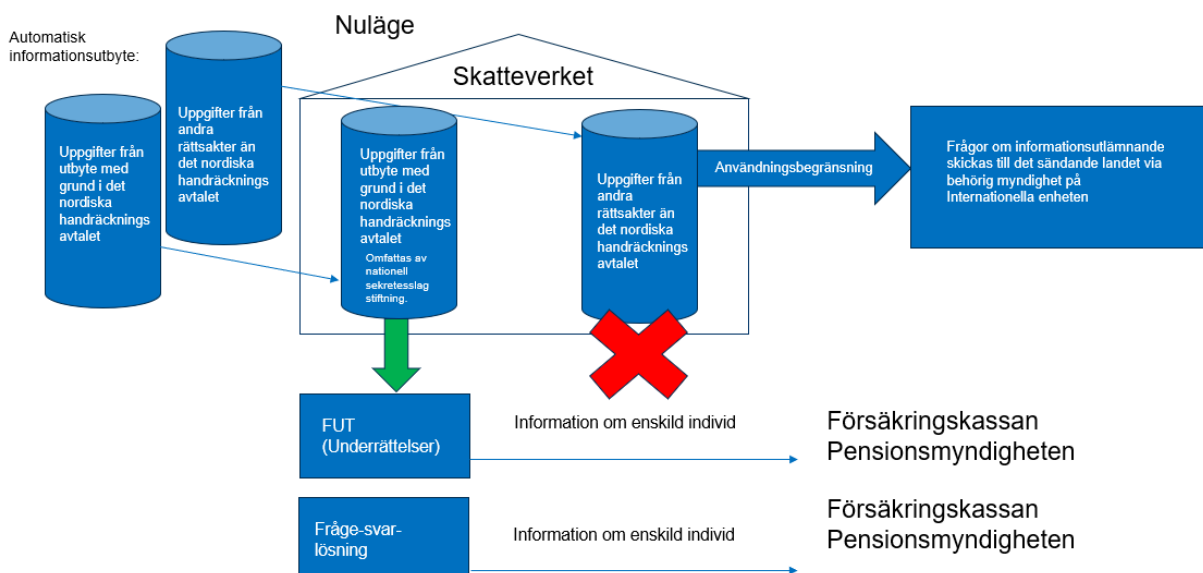 Nuläge
Automatisk
informationsutbyte:
Skatteverket
Uppgifter från
andra
rättsakter än
det nordiska
handräcknings
avtalet
Uppgifter från
utbyte med
grund i det
nordiska
handräcknings
avtalet
Uppgifter från
utbyte med
grund i det
nordiska
handräcknings
avtalet
Omfattas av
nationell
sekretesslag
stiftning.
Uppgifter från
andra
rättsakter än
det nordiska
handräcknings
avtalet
Användningsbegränsning
Frågor om informationsutlämnande
skickas till det sändande landet via
behörig myndighet på
Internationella enheten
FUT
(Underrättelser)
Information om enskild individ
Försäkringskassan
Pensionsmyndigheten
Fråge-svar-
lösning
Information om enskild individ
Försäkringskassan
Pensionsmyndigheten